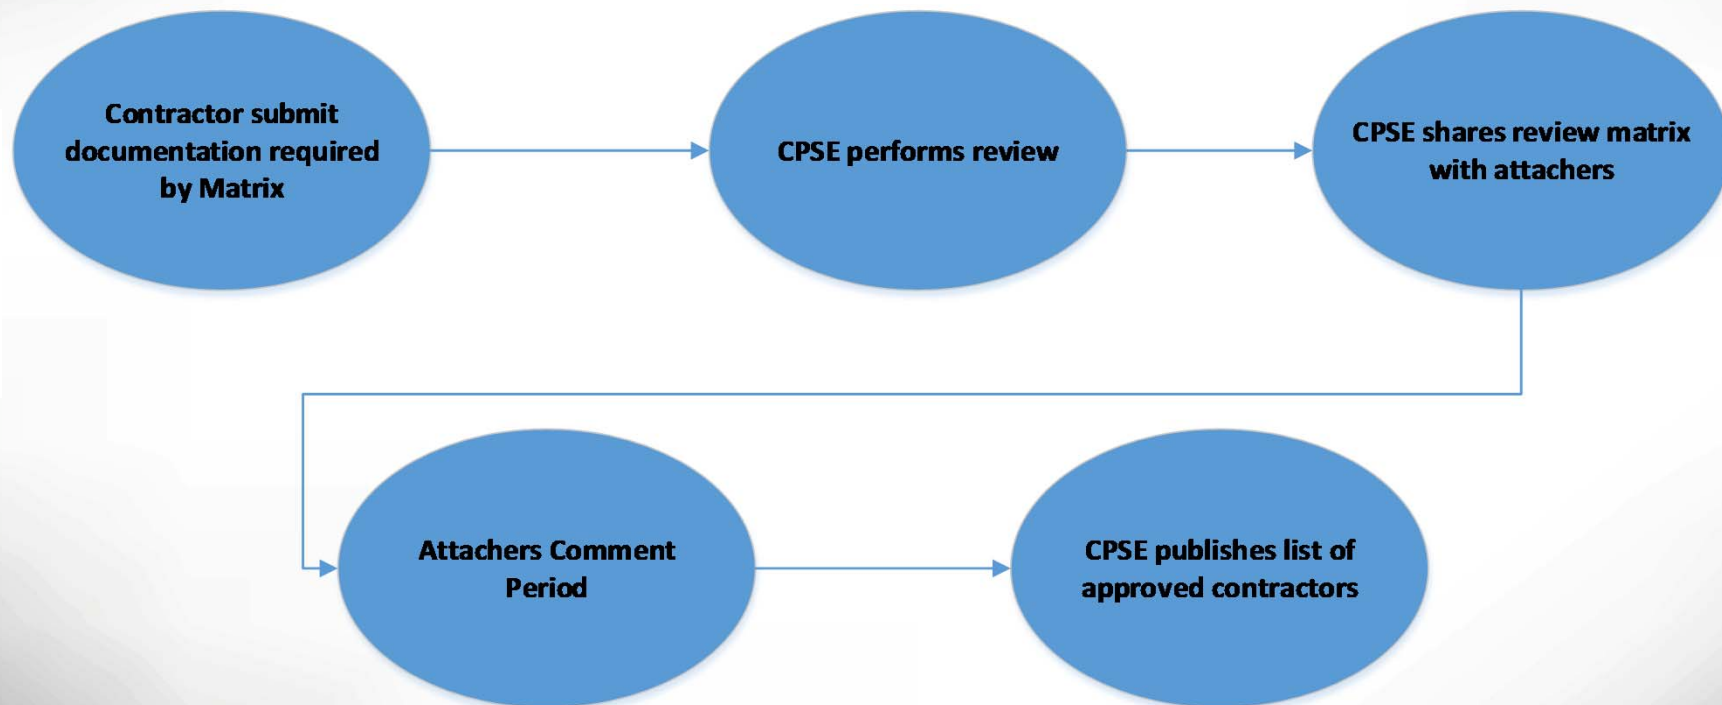 Contractor submit
documentation required
by Matrix
CPSE performs review
CPSE shares review matrix
with attachers
Attachers Comment
Period
CPSE publishes list of
approved contractors